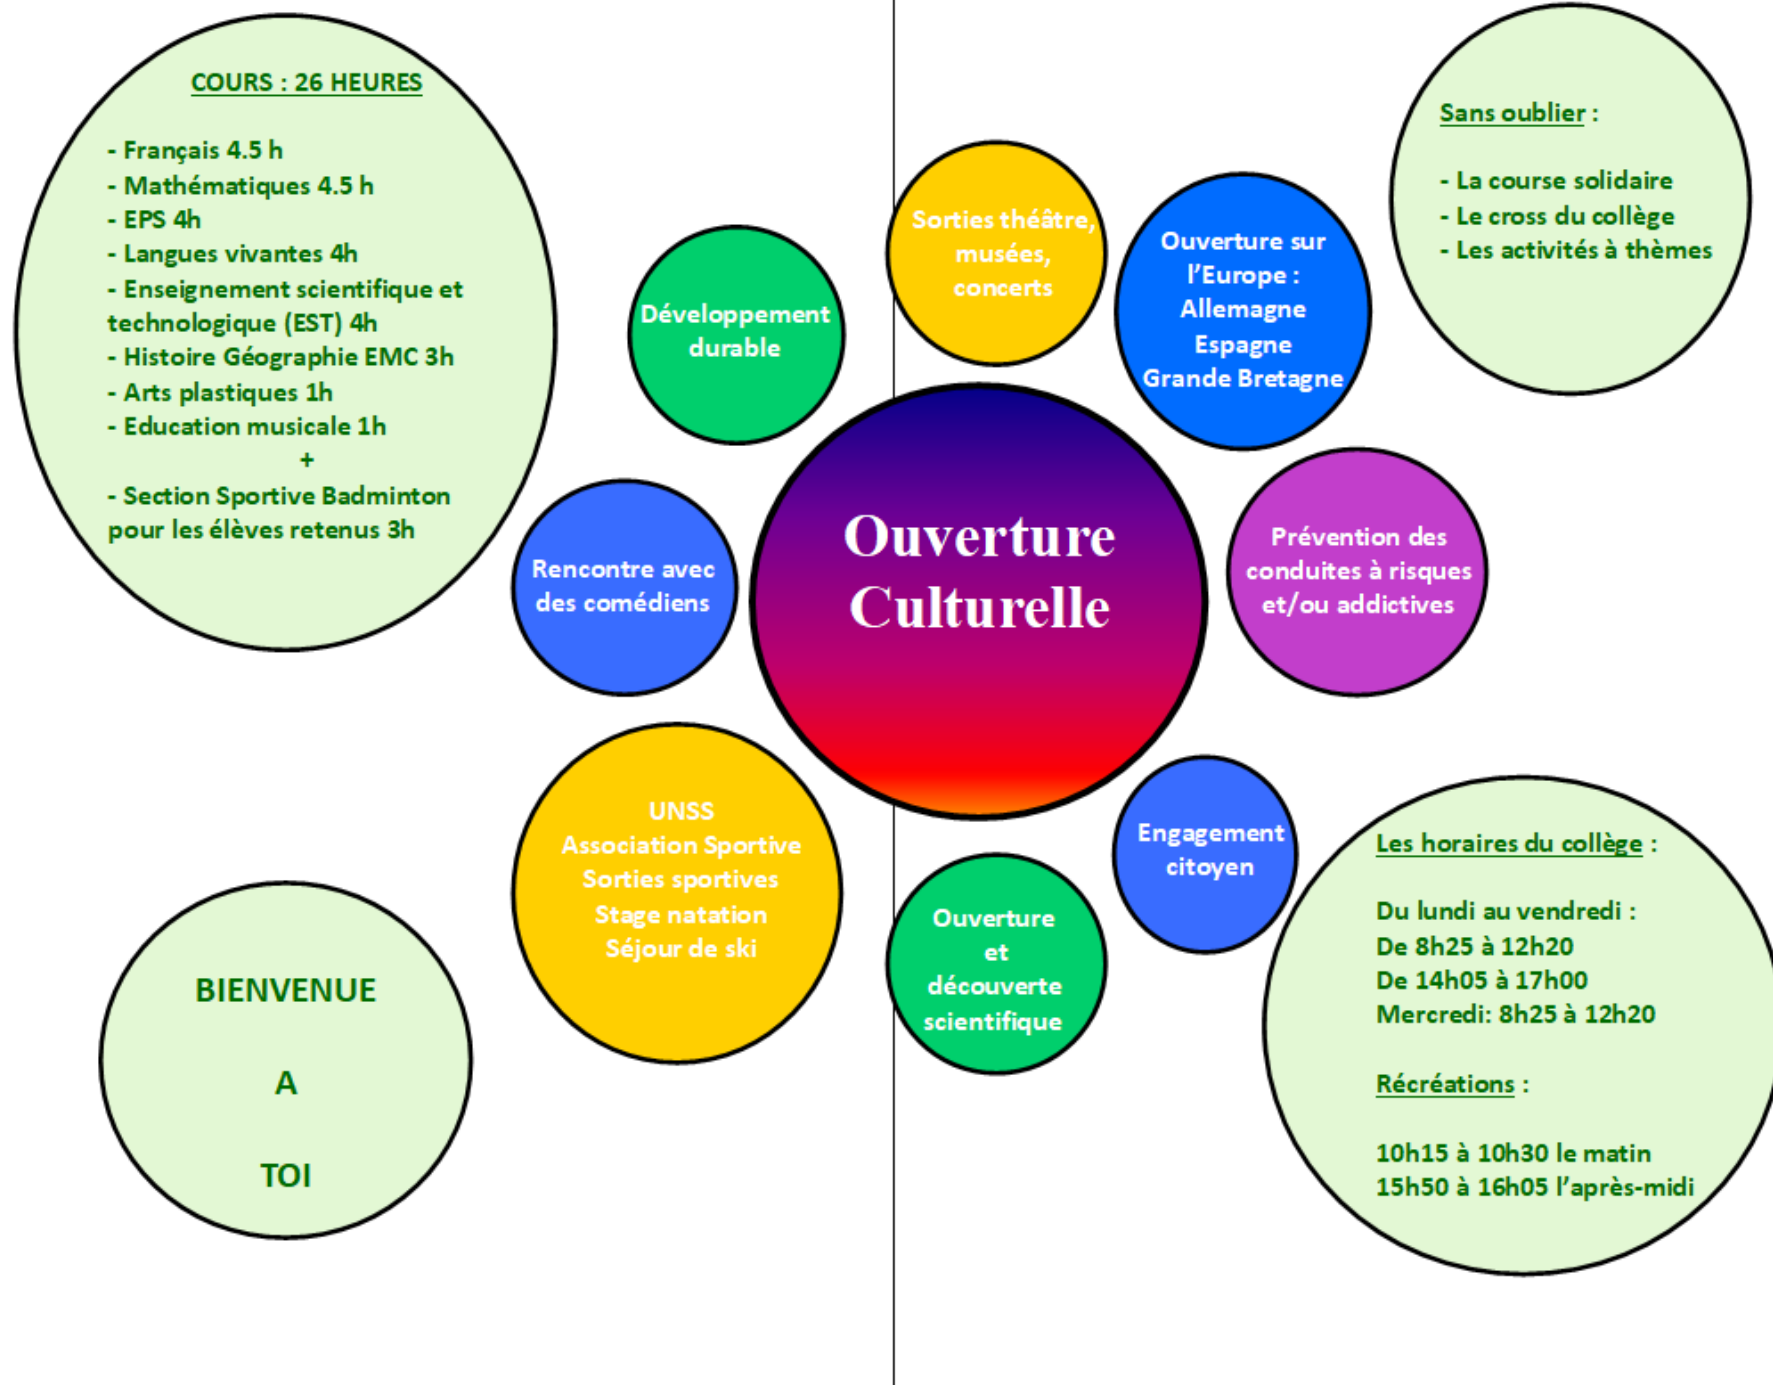 COURS : 26 HEURES
- Français 4.5 h
- Mathématiques 4.5 h
- EPS 4h
- Langues vivantes 4h
- Enseignement scientifique et
technologique (EST) 4h
- Histoire Géographie EMC 3h
- Arts plastiques 1h
- Education musicale 1h
+
- Section Sportive Badminton
pour les élèves retenus 3h
Développement
durable
Sorties théâtre,
musées,
concerts
Ouverture sur
l’Europe :
Allemagne
Espagne
Grande Bretagne
Sans oublier :
- La course solidaire
- Le cross du collège
- Les activités à thèmes
Rencontre avec
des comédiens
Ouverture
Culturelle
Prévention des
conduites à risques
et/ou addictives
UNSS
Association Sportive
Sorties sportives
Stage natation
Séjour de ski
Engagement
citoyen
Ouverture
et
découverte
scientifique
BIENVENUE
A
TOI
Les horaires du collège :
Du lundi au vendredi :
De 8h25 à 12h20
De 14h05 à 17h00
Mercredi: 8h25 à 12h20
Récréations :
10h15 à 10h30 le matin
15h50 à 16h05 l’après-midi